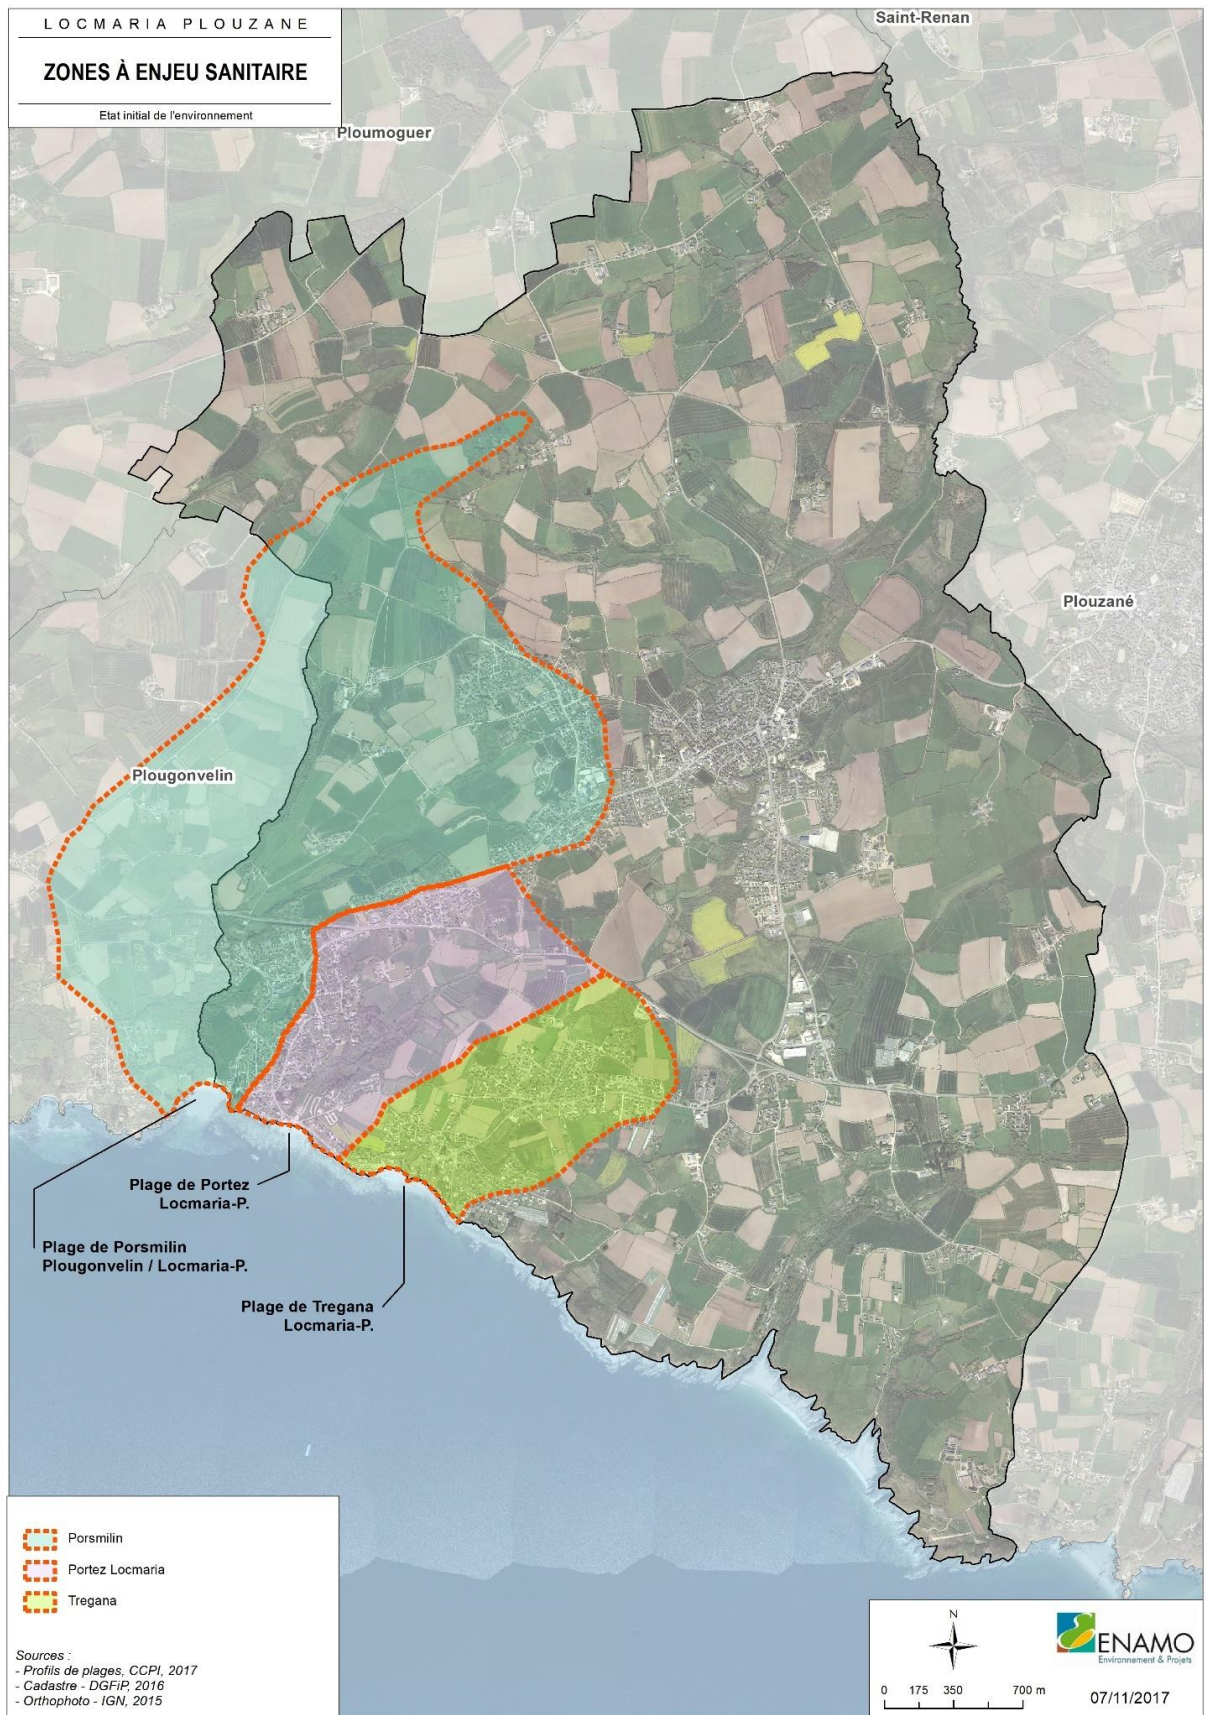 LOCMARIA PLOUZANE
ZONES À ENJEU SANITAIRE
Etat initial de l'environnement
Saint-Renan
Ploumoguer
Plouzané
Plougonvelin
Plage de Portez
Locmaria-P.
Plage de Porsmilin
Plougonvelin / Locmaria-P.
Plage de Tregana
Locmaria-P.
Porsmilin
Portez Locmaria
Tregana
Sources :
- Profils de plages, CCPI, 2017
- Cadastre - DGFiP, 2016
- Orthophoto - IGN, 2015
N
0 175 350 700 m
ENAMO
Environnement & Projets
07/11/2017